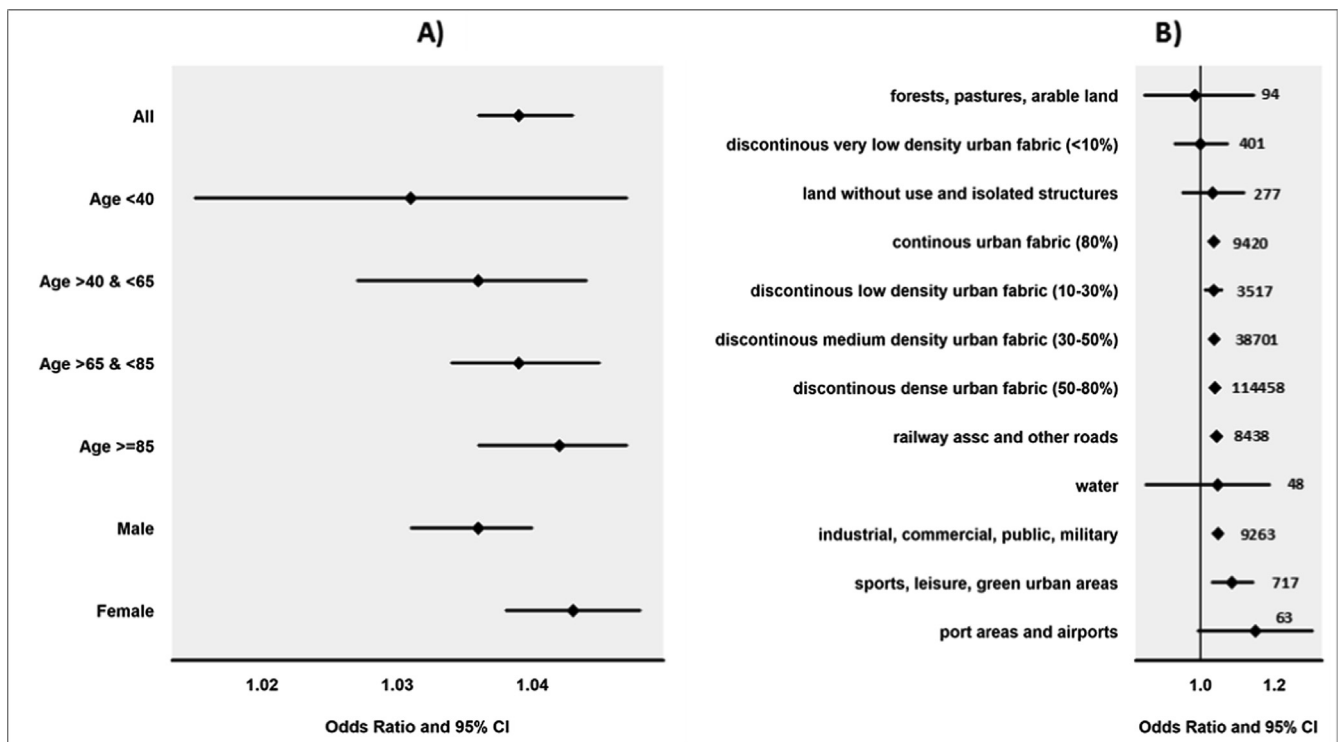 A)
All
Age <40
Age >40 & <65
Age >65 & <85
Age >=85
Male
Female
1.02 1.03 1.04
Odds Ratio and 95% CI
B)
forests, pastures, arable land 94
discontinous very low density urban fabric (<10%) 401
land without use and isolated structures 277
continous urban fabric (80%) 9420
discontinous low density urban fabric (10-30%) 3517
discontinous medium density urban fabric (30-50%) 38701
discontinous dense urban fabric (50-80%) 114458
railway assc and other roads 8438
water 48
industrial, commercial, public, military 9263
sports, leisure, green urban areas 717
port areas and airports 63
1.0 1.2
Odds Ratio and 95% CI